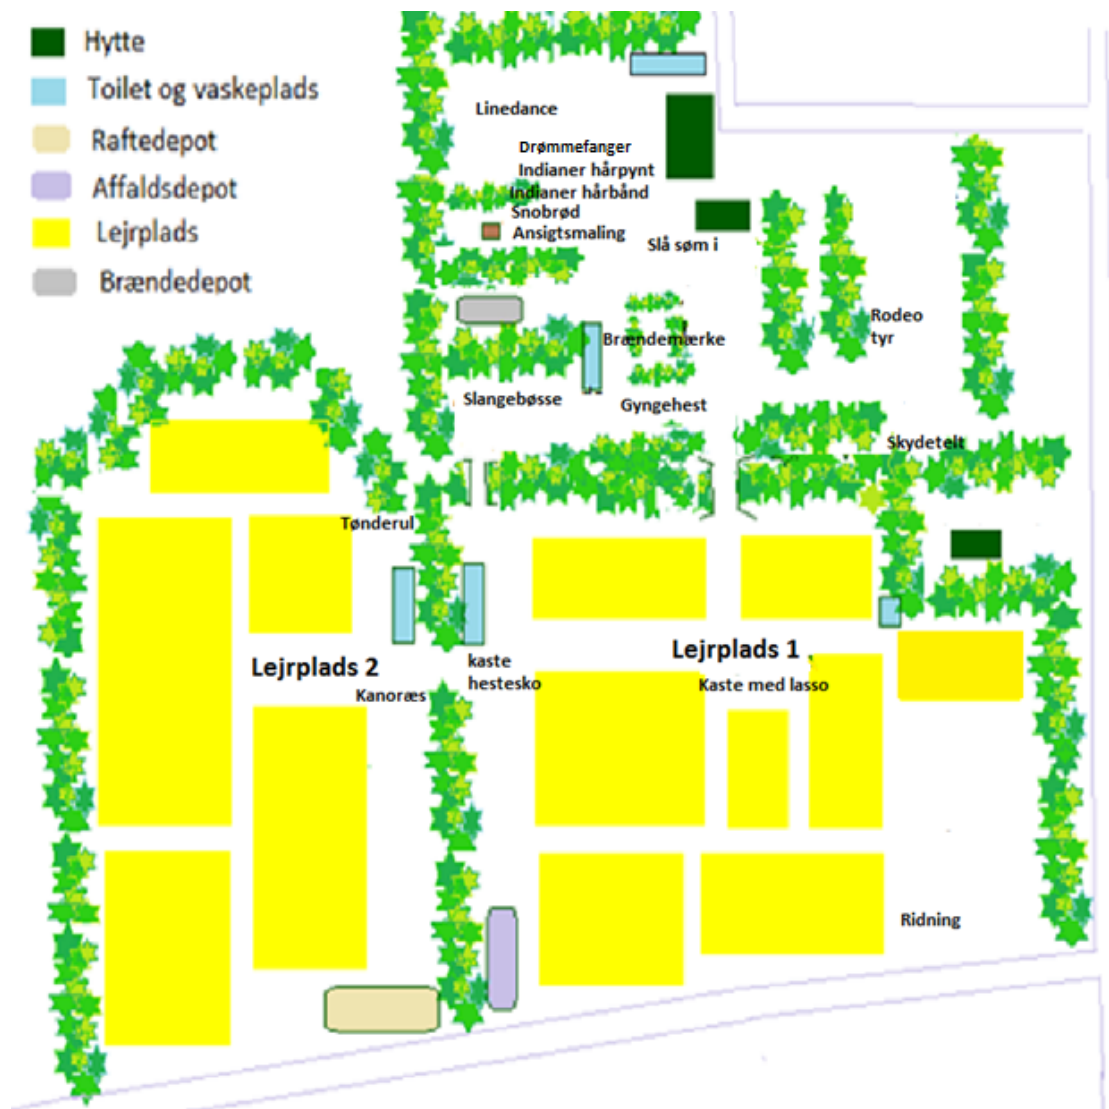 Hytte
Toilet og vaskeplads
Raftedepot
Affaldsdepot
Lejrplads
Brændedepot
Linedance
Drømmefanger
Indianer hårpynt
Indianer hårbånd
Snobrød
Ansigtsmaling
Slå søm i
Rodeo
tyr
Brændemærke
Slangebøsse
Gyngehest
Skydetelt
Tønderul
Lejrplads 2
Kanoræs
kaste
hestesko
Lejrplads 1
Kaste med lasso
Ridning